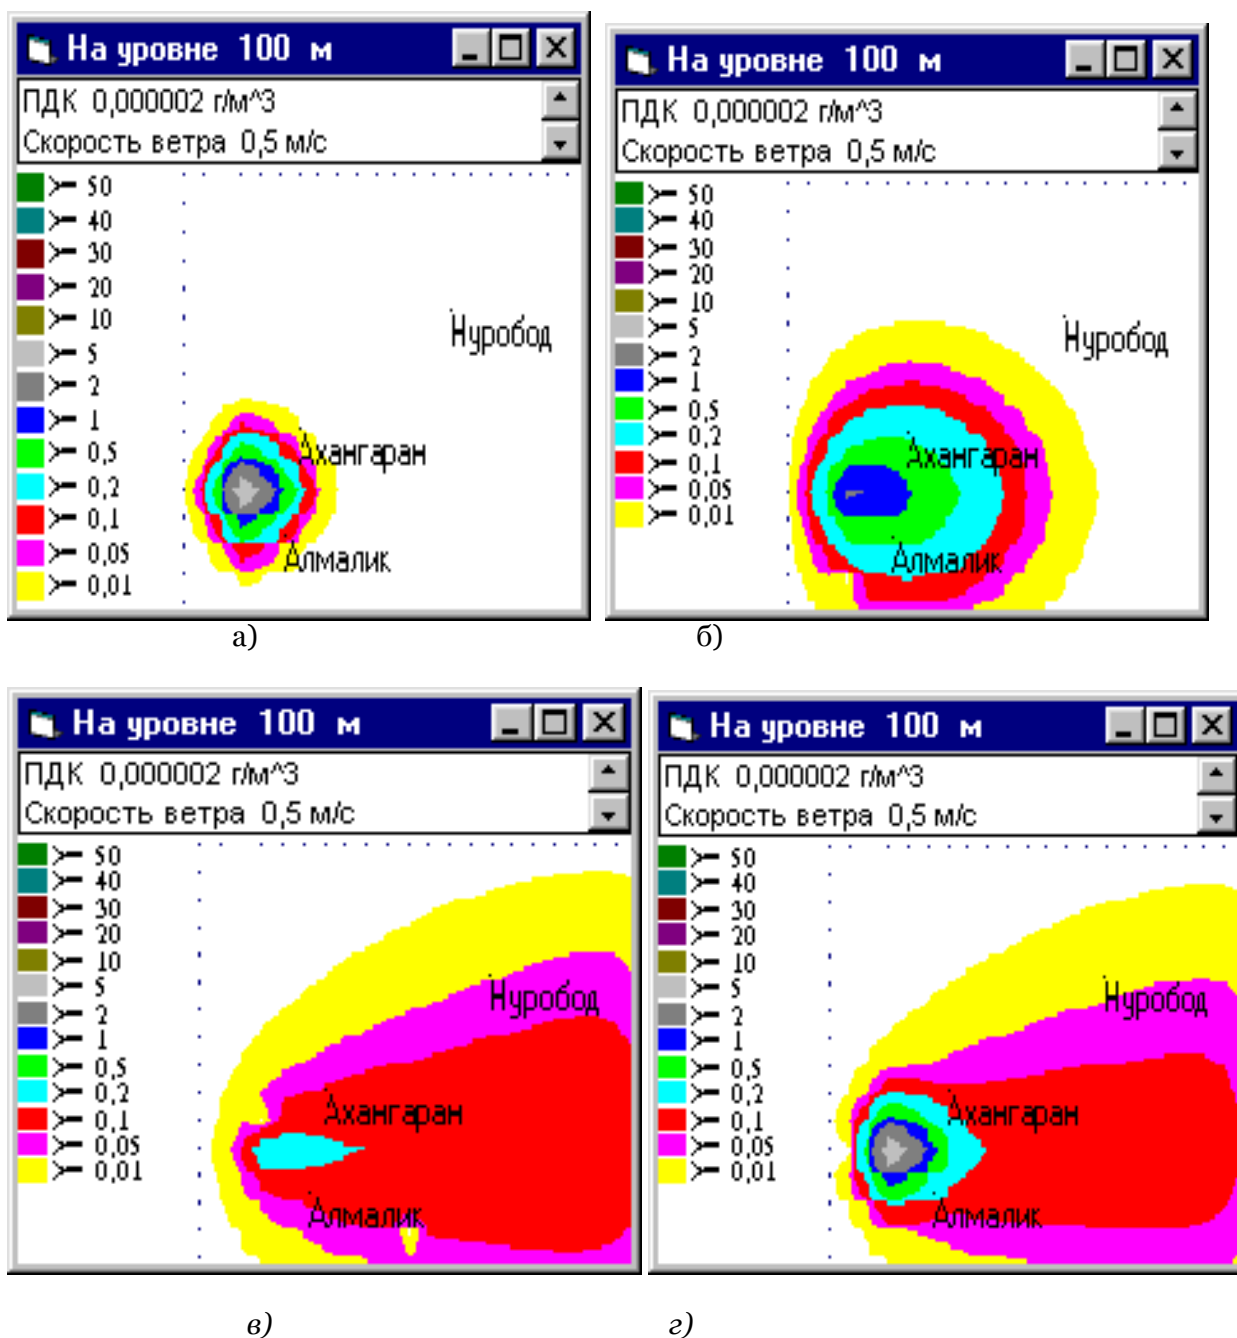 На уровне 100 м
ПДК 0,000002 г/м^3
Скорость ветра 0,5 м/с
>= 50
>= 40
>= 30
>= 20
>= 10
>= 5
>= 2
>= 1
>= 0,5
>= 0,2
>= 0,1
>= 0,05
>= 0,01
Нуробод
Ахангаран
Алмалик
а)
На уровне 100 м
ПДК 0,000002 г/м^3
Скорость ветра 0,5 м/с
>= 50
>= 40
>= 30
>= 20
>= 10
>= 5
>= 2
>= 1
>= 0,5
>= 0,2
>= 0,1
>= 0,05
>= 0,01
Нуробод
Ахангаран
Алмалик
б)
На уровне 100 м
ПДК 0,000002 г/м^3
Скорость ветра 0,5 м/с
>= 50
>= 40
>= 30
>= 20
>= 10
>= 5
>= 2
>= 1
>= 0,5
>= 0,2
>= 0,1
>= 0,05
>= 0,01
Нуробод
Ахангаран
Алмалик
в)
На уровне 100 м
ПДК 0,000002 г/м^3
Скорость ветра 0,5 м/с
>= 50
>= 40
>= 30
>= 20
>= 10
>= 5
>= 2
>= 1
>= 0,5
>= 0,2
>= 0,1
>= 0,05
>= 0,01
Нуробод
Ахангаран
Алмалик
г)